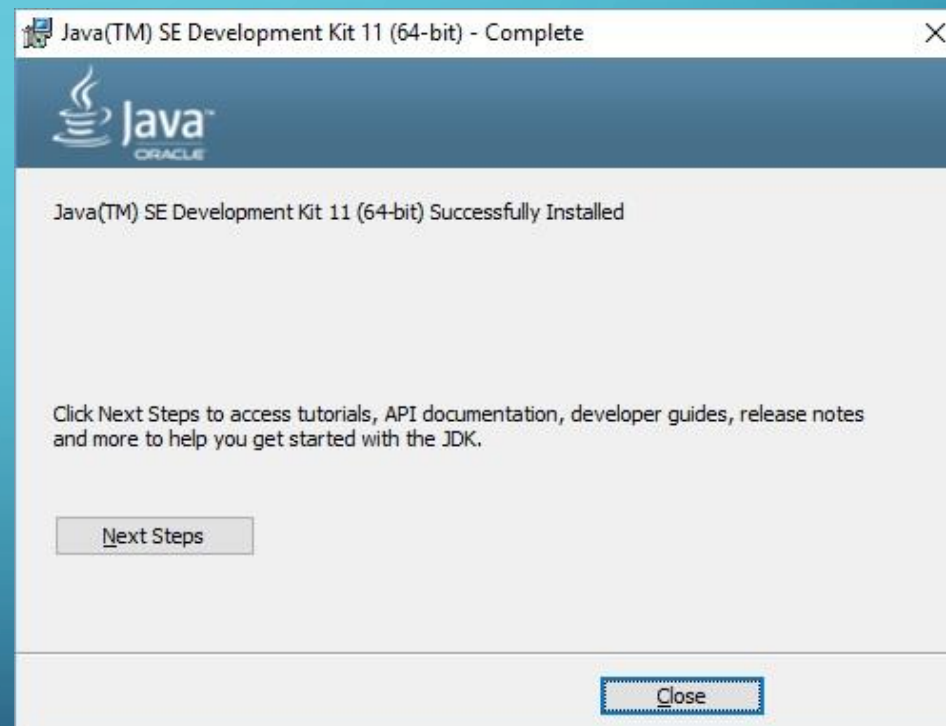 Java(TM) SE Development Kit 11 (64-bit) - Complete
Java™
ORACLE
Java(TM) SE Development Kit 11 (64-bit) Successfully Installed
Click Next Steps to access tutorials, API documentation, developer guides, release notes
and more to help you get started with the JDK.
Next Steps
Close